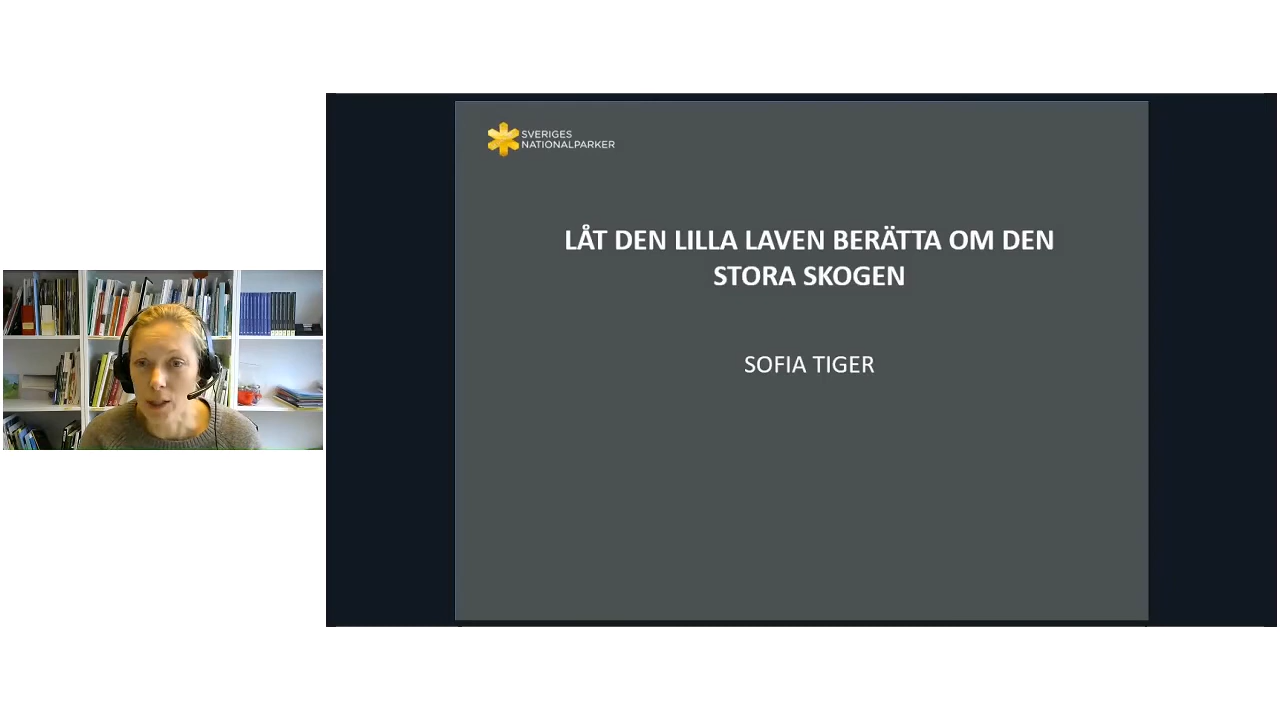 SVERIGES
NATIONALPARKER
LÅT DEN LILLA LAVEN BERÄTTA OM DEN
STORA SKOGEN
SOFIA TIGER